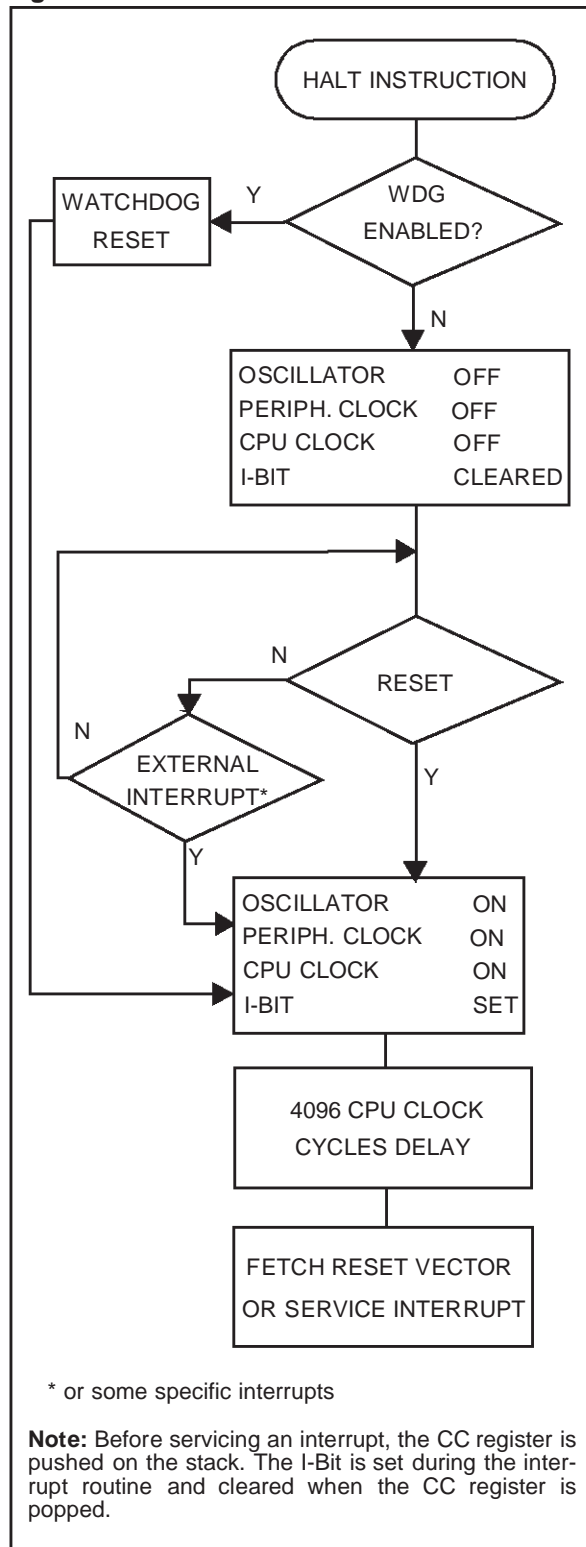 HALT INSTRUCTION
WDG
ENABLED?
Y
WATCHDOG
RESET
N
OSCILLATOR OFF
PERIPH. CLOCK OFF
CPU CLOCK OFF
I-BIT CLEARED
RESET
N
EXTERNAL
INTERRUPT*
N
Y
Y
OSCILLATOR ON
PERIPH. CLOCK ON
CPU CLOCK ON
I-BIT SET
4096 CPU CLOCK
CYCLES DELAY
FETCH RESET VECTOR
OR SERVICE INTERRUPT
* or some specific interrupts
Note: Before servicing an interrupt, the CC register is
pushed on the stack. The I-Bit is set during the inter-
rupt routine and cleared when the CC register is
popped.